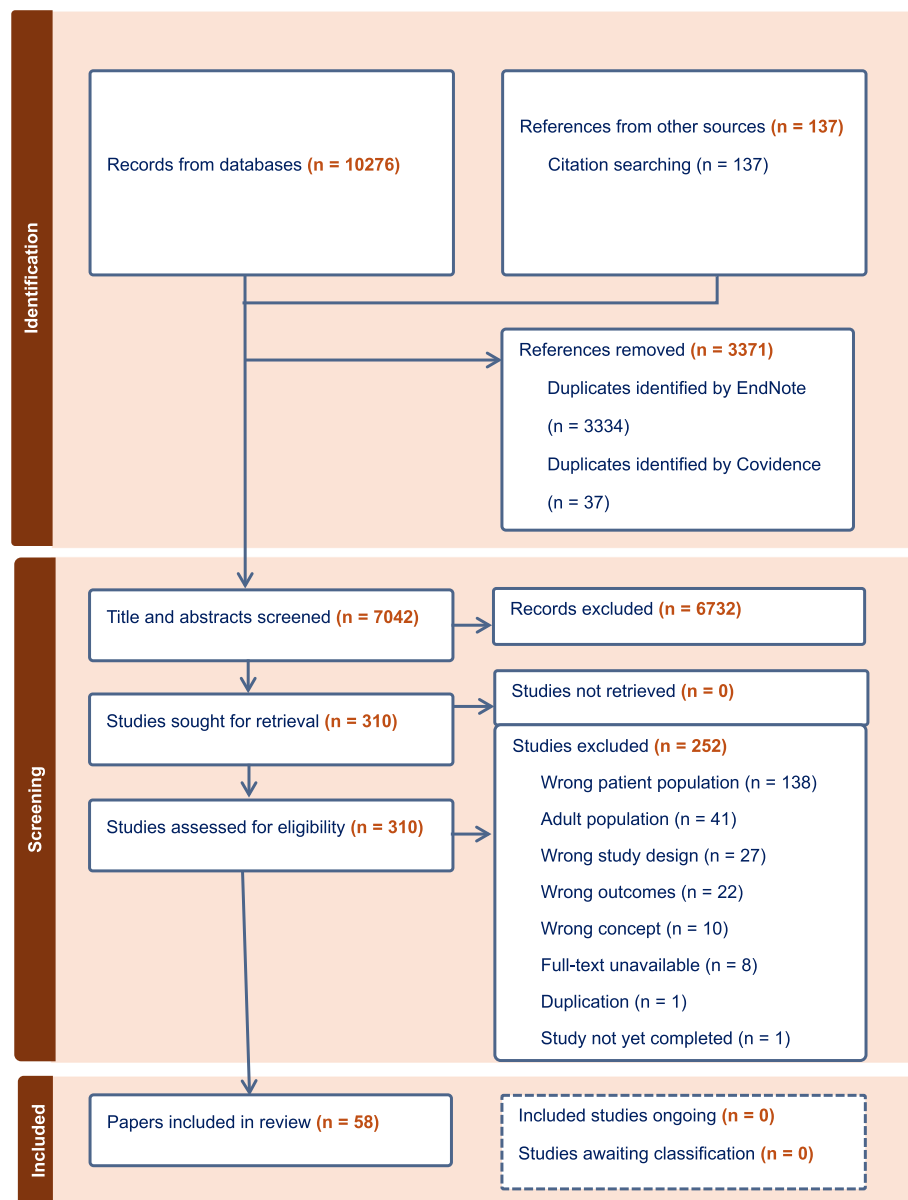 Identification
Records from databases (n = 10276)
References from other sources (n = 137)
Citation searching (n = 137)
References removed (n = 3371)
Duplicates identified by EndNote
(n = 3334)
Duplicates identified by Covidence
(n = 37)
Screening
Title and abstracts screened (n = 7042)
Records excluded (n = 6732)
Studies sought for retrieval (n = 310)
Studies not retrieved (n = 0)
Studies assessed for eligibility (n = 310)
Studies excluded (n = 252)
Wrong patient population (n = 138)
Adult population (n = 41)
Wrong study design (n = 27)
Wrong outcomes (n = 22)
Wrong concept (n = 10)
Full-text unavailable (n = 8)
Duplication (n = 1)
Study not yet completed (n = 1)
Included
Papers included in review (n = 58)
Included studies ongoing (n = 0)
Studies awaiting classification (n = 0)